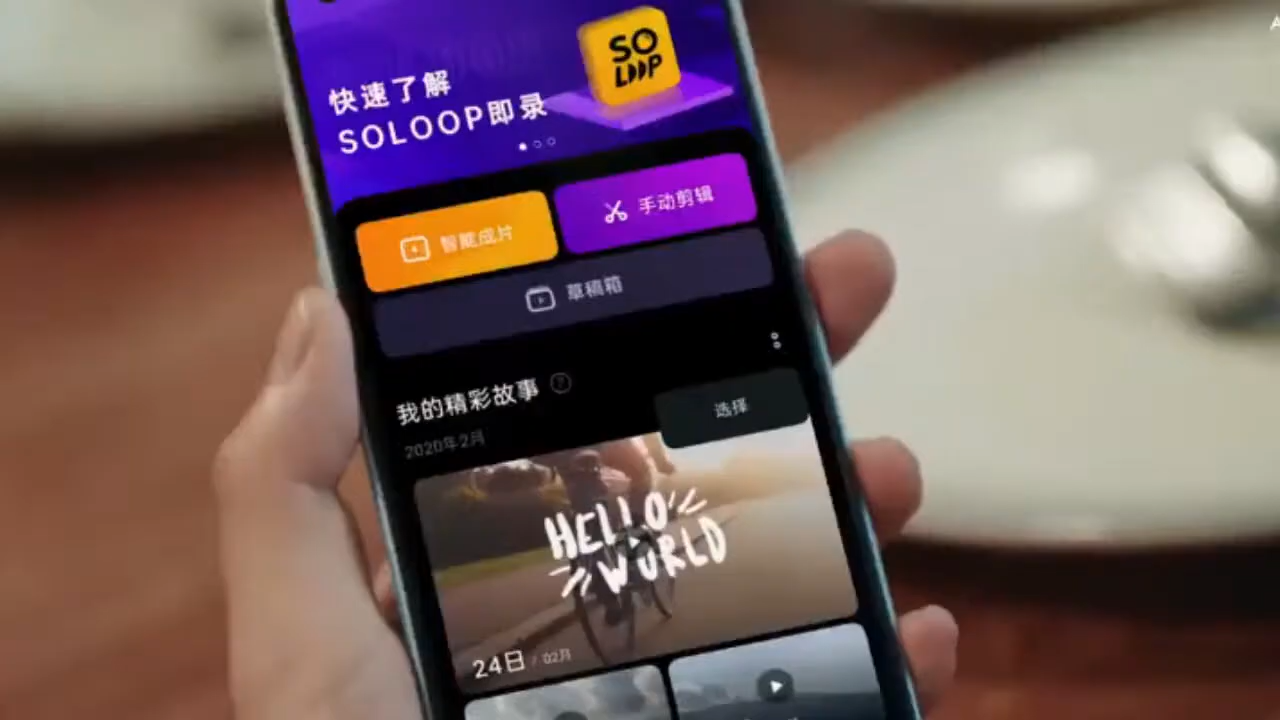 SO
LOOP
快速了解
SOLOOP即录
智能成片
手动剪辑
草稿箱
我的精彩故事
选择
2020年2月
HELLO
WORLD
24日 / 02月